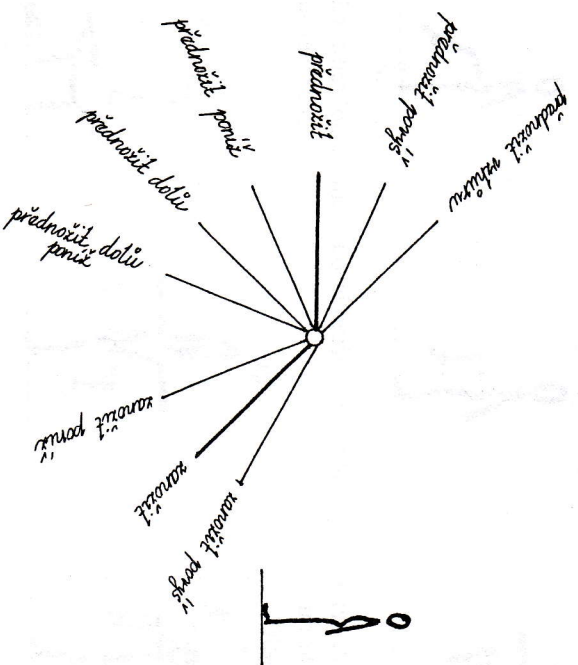 přednožit vzhůru
přednožit povýš
přednožit
přednožit poníž
přednožit dolů
přednožit dolů
poníž
zanožit poníž
zanožit
zanožit povýš